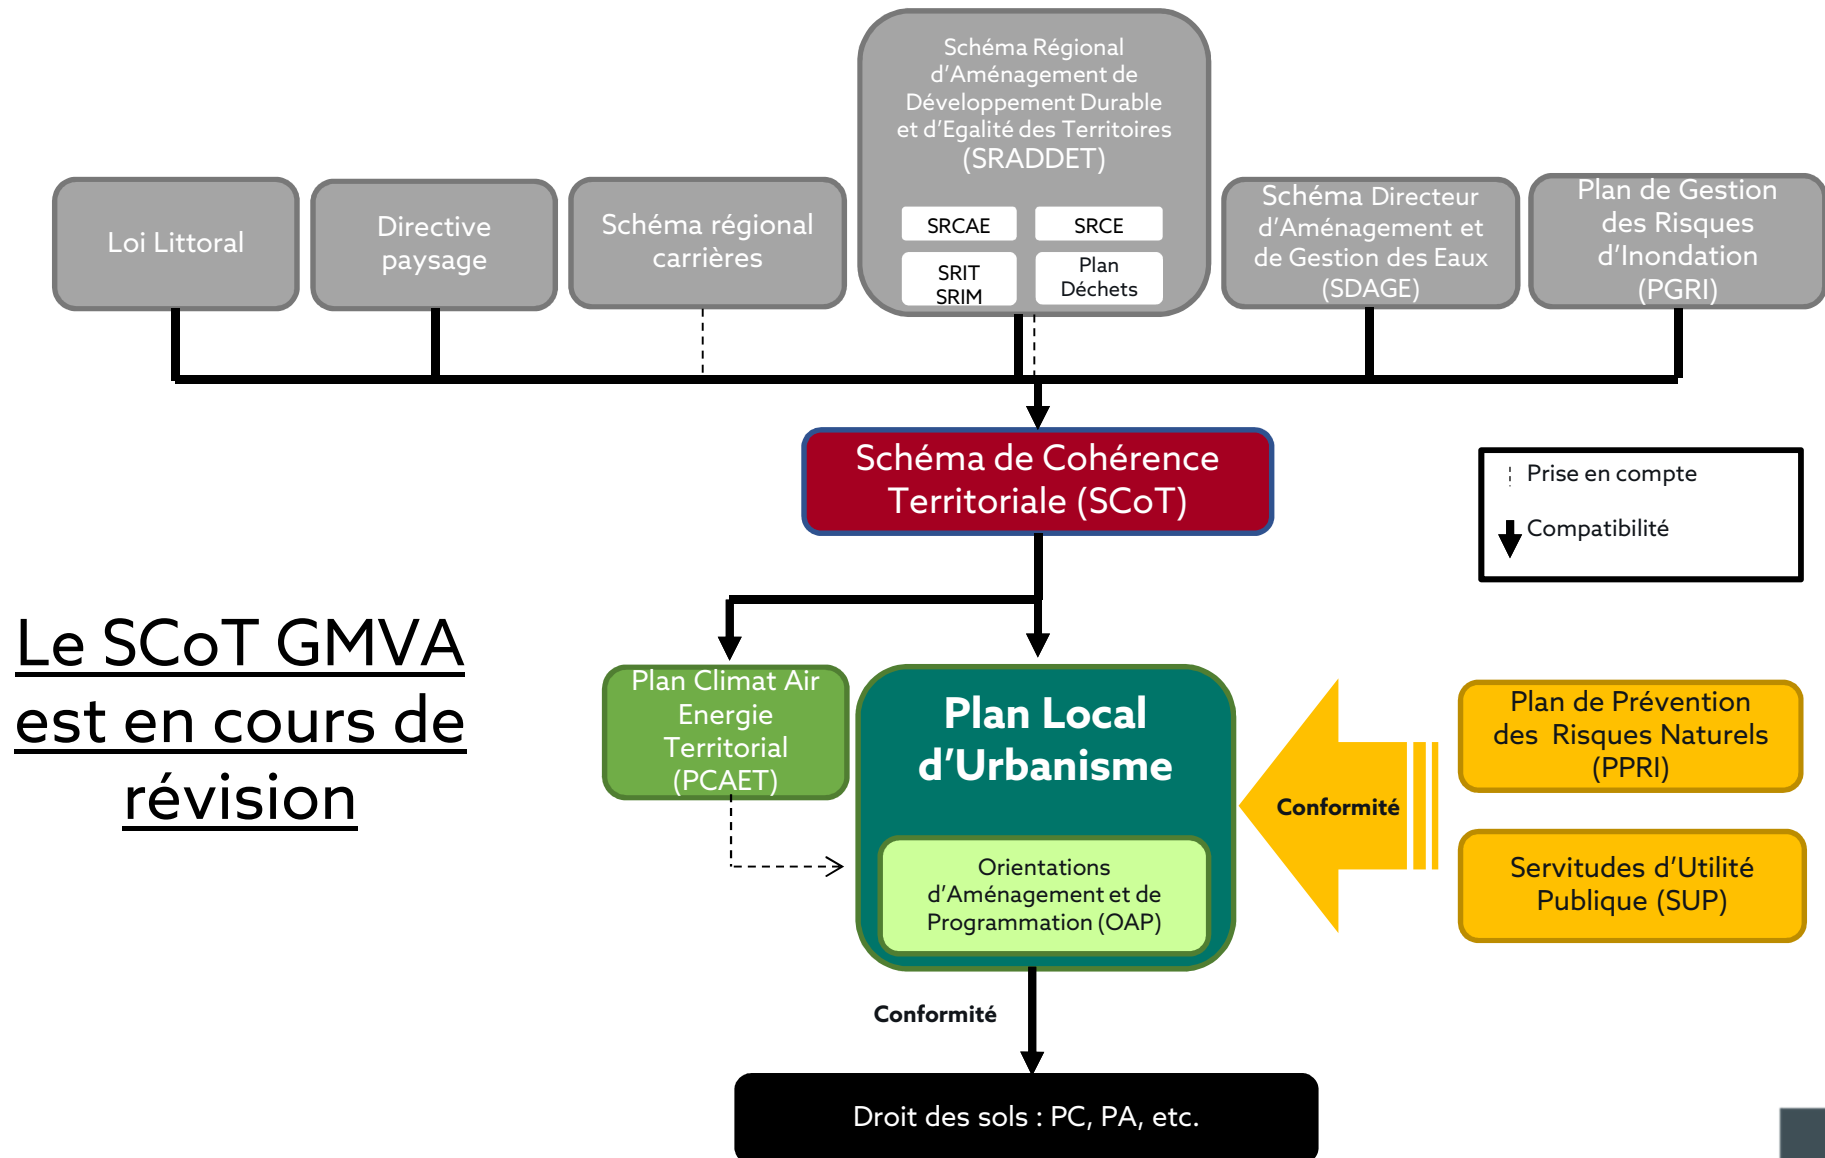 Schéma Régional
d'Aménagement de
Développement Durable
et d'Egalité des Territoires
(SRADDET)
SRCAE
SRCE
SRIT
SRIM
Plan
Déchets
Loi Littoral
Directive
paysage
Schéma régional
carrières
Schéma Directeur
d'Aménagement et
de Gestion des Eaux
(SDAGE)
Plan de Gestion
des Risques
d'Inondation
(PGRI)
Schéma de Cohérence
Territoriale (SCoT)
Prise en compte
Compatibilité
Le SCoT GMVA
est en cours de
révision
Plan Climat Air
Energie
Territorial
(PCAET)
Plan Local
d'Urbanisme
Orientations
d'Aménagement et de
Programmation (OAP)
Conformité
Plan de Prévention
des Risques Naturels
(PPRI)
Servitudes d'Utilité
Publique (SUP)
Conformité
Droit des sols : PC, PA, etc.